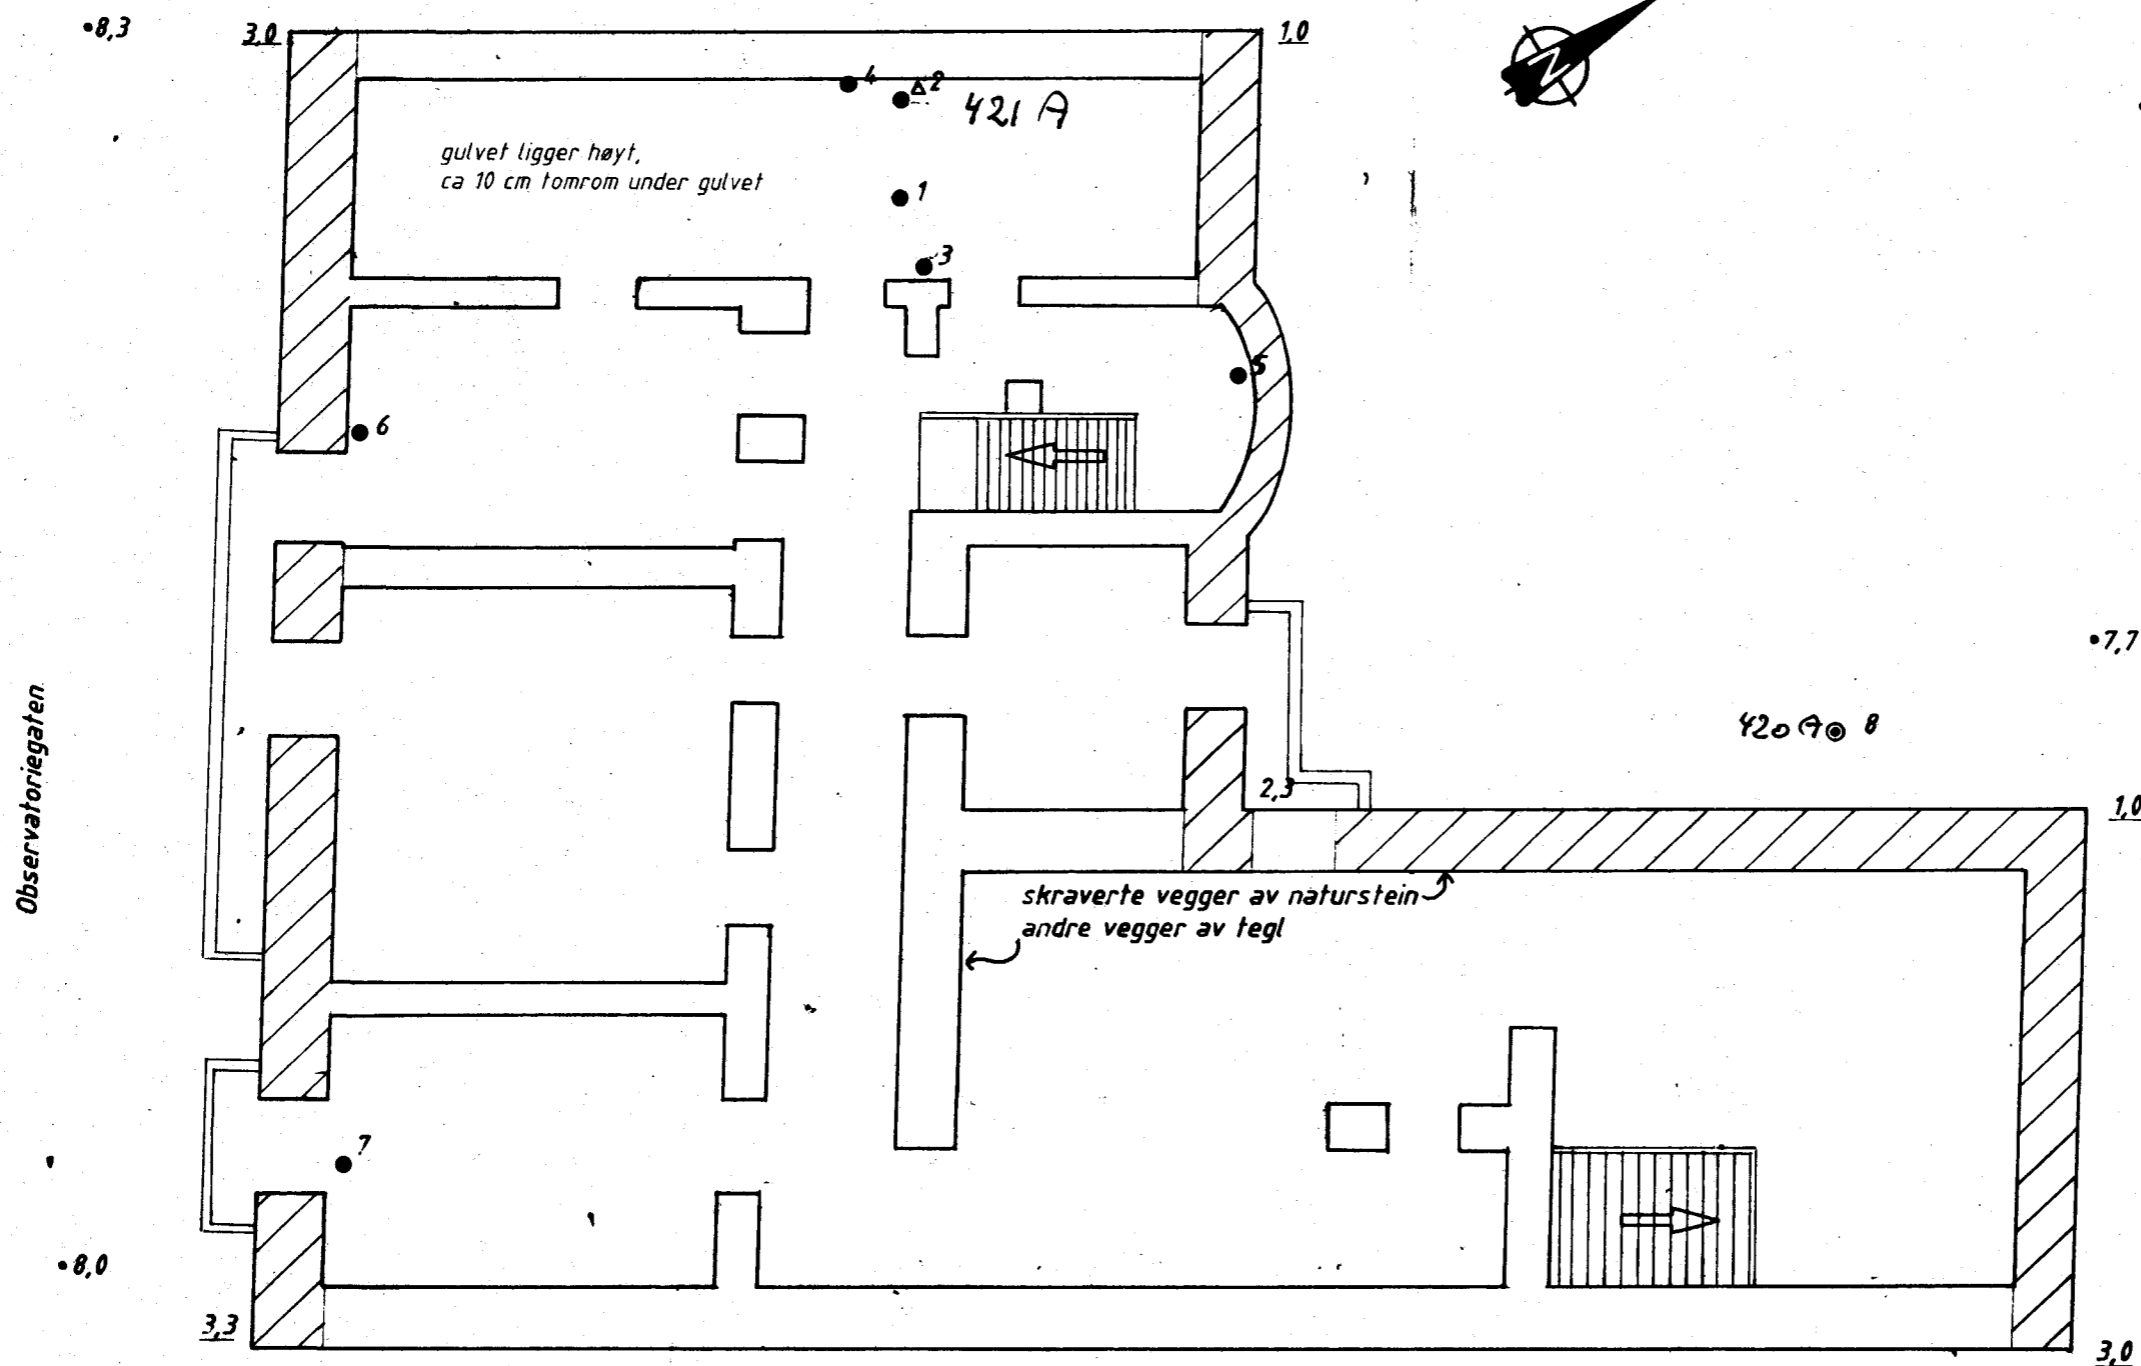 8,3
3,0
1,0
N
4
2
421 A
gulvet ligger høyt,
ca 10 cm tomrom under gulvet
1
3
5
6
7,7
Observatoriegaten
420 A 8
2,3
1,0
skraverte vegger av naturstein
andre vegger av tegl
7
8,0
3,3
3,0